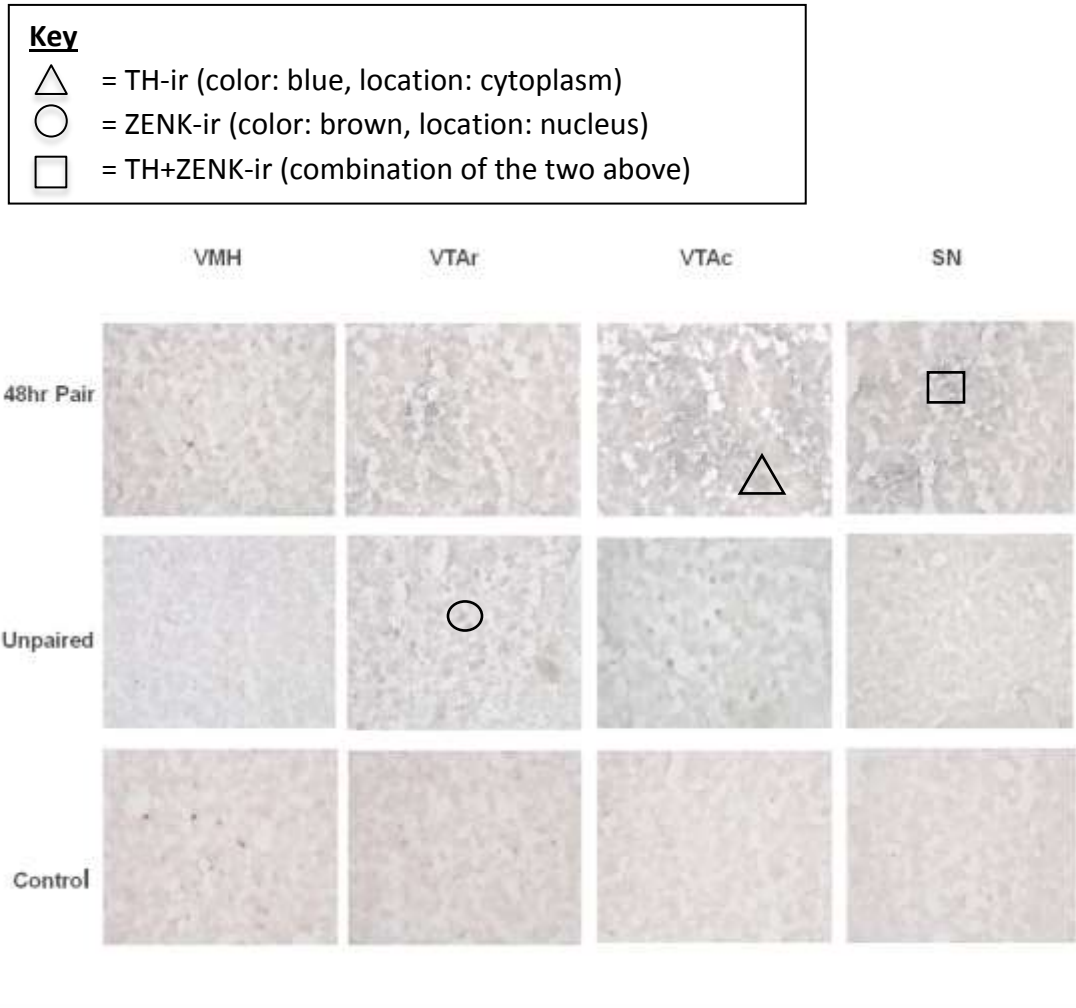 Key
= TH-ir (color: blue, location: cytoplasm)
= ZENK-ir (color: brown, location: nucleus)
= TH+ZENK-ir (combination of the two above)
VMH VTAr VTAc SN
48hr Pair
Unpaired
Control